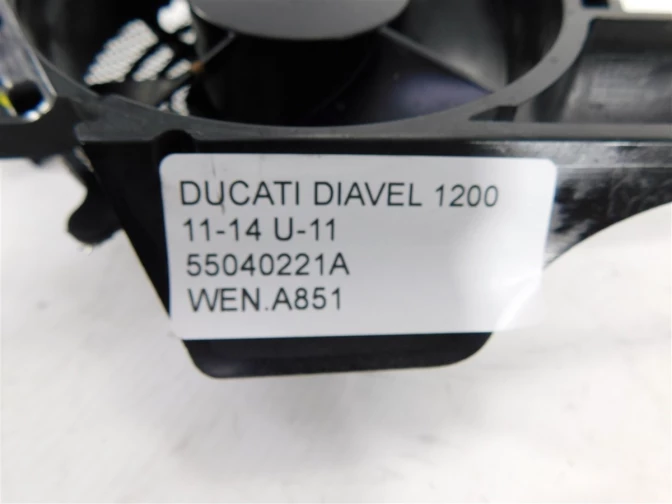 DUCATI DIAVEL 1200
11-14 U-11
55040221A
WEN.A851